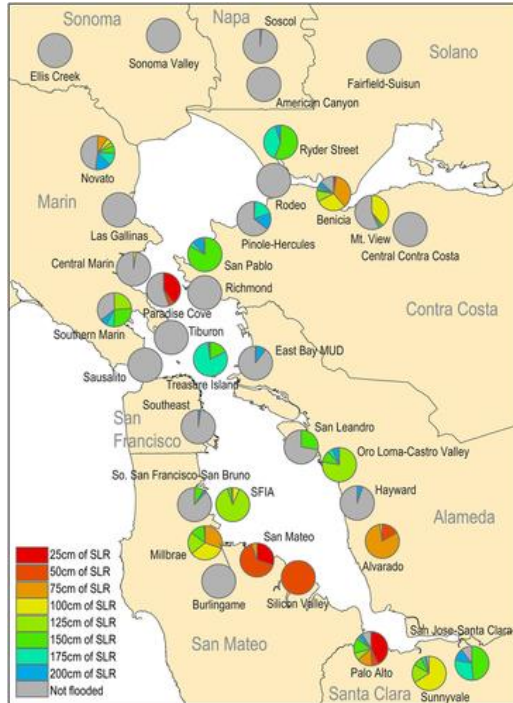 Sonoma
Napa
Soscol
Solano
Ellis Creek
Sonoma Valley
Fairfield-Suisun
American Canyon
Ryder Street
Novato
Marin
Rodeo
Benicia
Las Gallinas
Mt. View
Pinole-Hercules
Central Contra Costa
Central Marin
San Pablo
Richmond
Contra Costa
Paradise Cove
Southern Marin
Tiburon
East Bay MUD
Sausalito
Treasure Island
Southeast
San
Francisco
San Leandro
Oro Loma-Castro Valley
So. San Francisco-San Bruno
SFIA
Hayward
Alameda
Millbrae
San Mateo
Alvarado
Burlingame
Silicon Valley
San Mateo
San Jose-Santa Clara
Palo Alto
Santa Clara
Sunnyvale
25cm of SLR
50cm of SLR
75cm of SLR
100cm of SLR
125cm of SLR
150cm of SLR
175cm of SLR
200cm of SLR
Not flooded